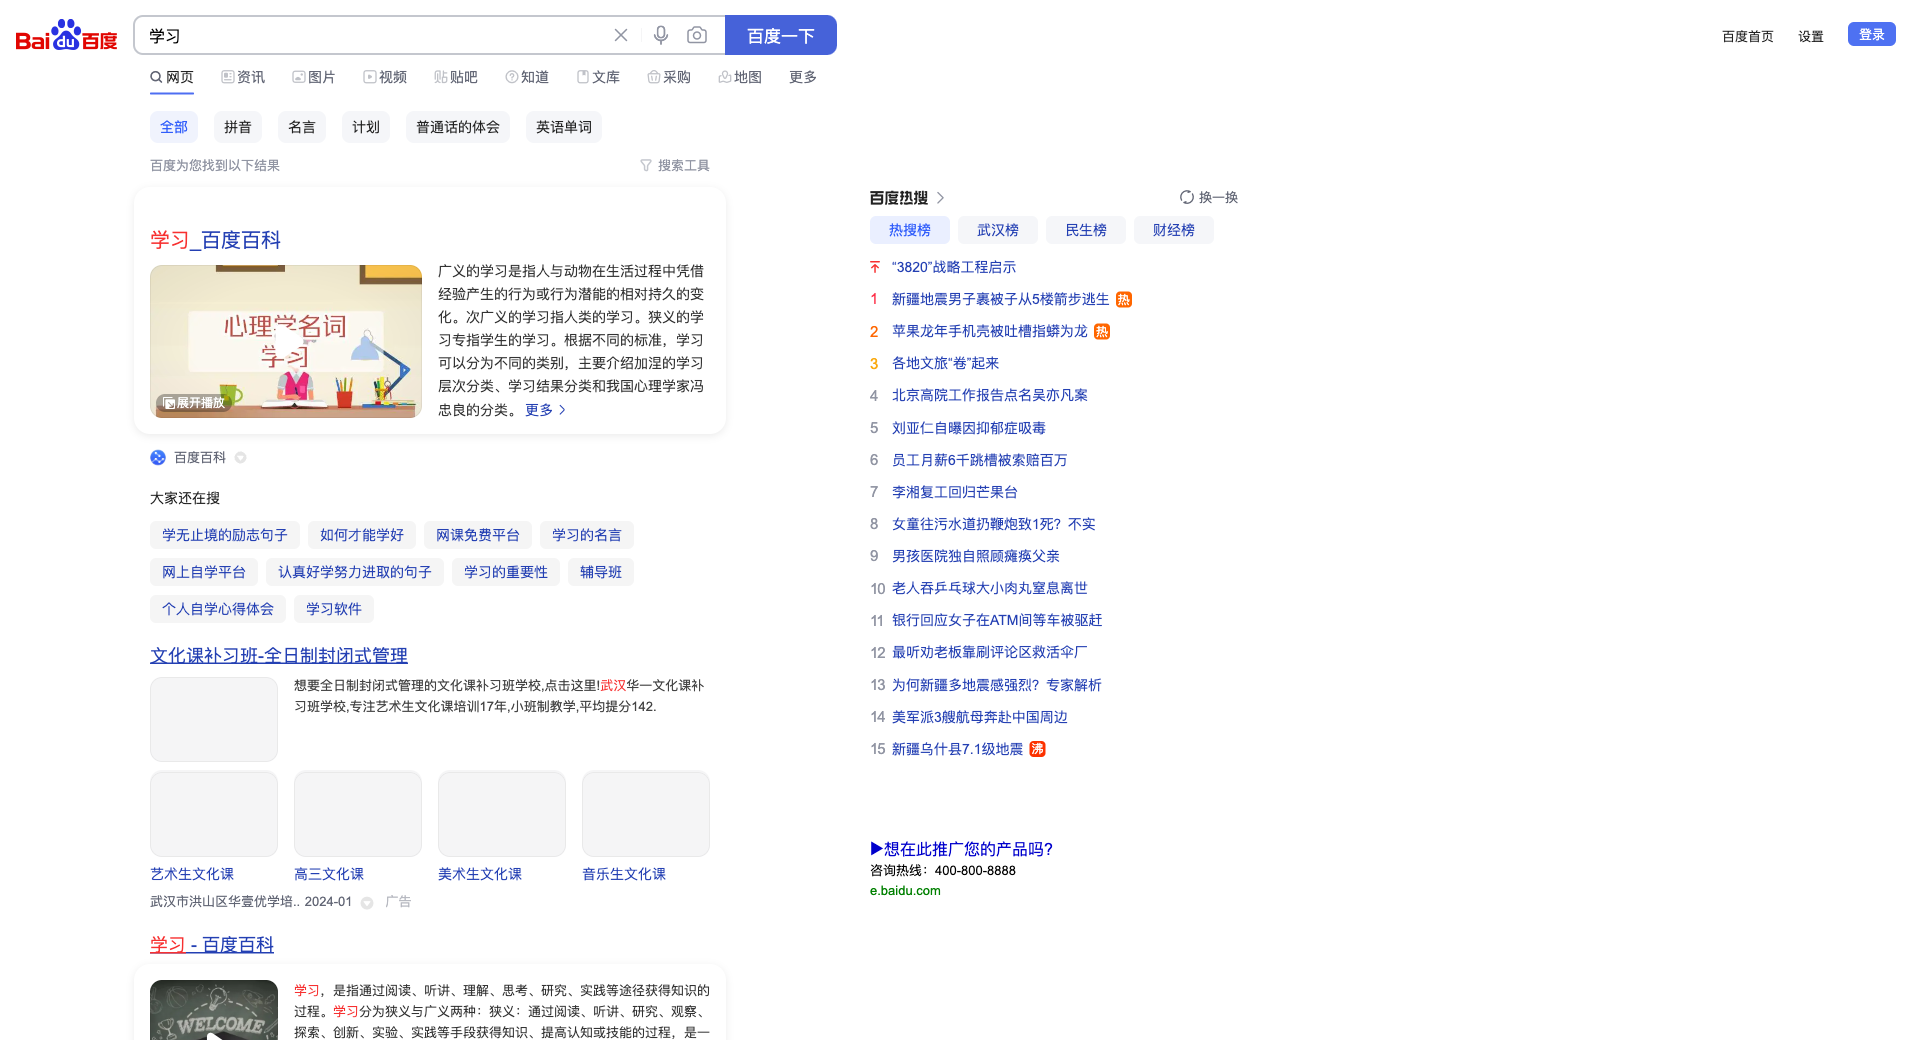 Bai du 百度
学习
百度一下
百度首页
设置
登录
网页
资讯
图片
视频
贴吧
知道
文库
采购
地图
更多
全部
拼音
名言
计划
普通话的体会
英语单词
百度为您找到以下结果
搜索工具
学习_百度百科
心理学名词
学习
展开播放
广义的学习是指人与动物在生活过程中凭借
经验产生的行为或行为潜能的相对持久的变
化。次广义的学习指人类的学习。狭义的学
习专指学生的学习。根据不同的标准，学习
可以分为不同的类别，主要介绍加涅的学习
层次分类、学习结果分类和我国心理学家冯
忠良的分类。 更多 >
百度百科
大家还在搜
学无止境的励志句子
如何才能学好
网课免费平台
学习的名言
网上自学平台
认真好学努力进取的句子
学习的重要性
辅导班
个人自学心得体会
学习软件
文化课补习班-全日制封闭式管理
想要全日制封闭式管理的文化课补习班学校,点击这里!武汉华一文化课补
习班学校,专注艺术生文化课培训17年,小班制教学,平均提分142.
艺术生文化课
高三文化课
美术生文化课
音乐生文化课
武汉市洪山区华壹优学培.. 2024-01
广告
学习 - 百度百科
WELCOME
学习，是指通过阅读、听讲、理解、思考、研究、实践等途径获得知识的
过程。学习分为狭义与广义两种：狭义：通过阅读、听讲、研究、观察、
探索、创新、实验、实践等手段获得知识、提高认知或技能的过程，是一
百度热搜 >
换一换
热搜榜
武汉榜
民生榜
财经榜
“3820”战略工程启示
1 新疆地震男子裹被子从5楼箭步逃生 热
2 苹果龙年手机壳被吐槽指蟒为龙 热
3 各地文旅“卷”起来
4 北京高院工作报告点名吴亦凡案
5 刘亚仁自曝因抑郁症吸毒
6 员工月薪6千跳槽被索赔百万
7 李湘复工回归芒果台
8 女童往污水道扔鞭炮致1死？不实
9 男孩医院独自照顾瘫痪父亲
10 老人吞乒乓球大小肉丸窒息离世
11 银行回应女子在ATM间等车被驱赶
12 最听劝老板靠刷评论区救活伞厂
13 为何新疆多地震感强烈？专家解析
14 美军派3艘航母奔赴中国周边
15 新疆乌什县7.1级地震 沸
▶想在此推广您的产品吗?
咨询热线：400-800-8888
e.baidu.com